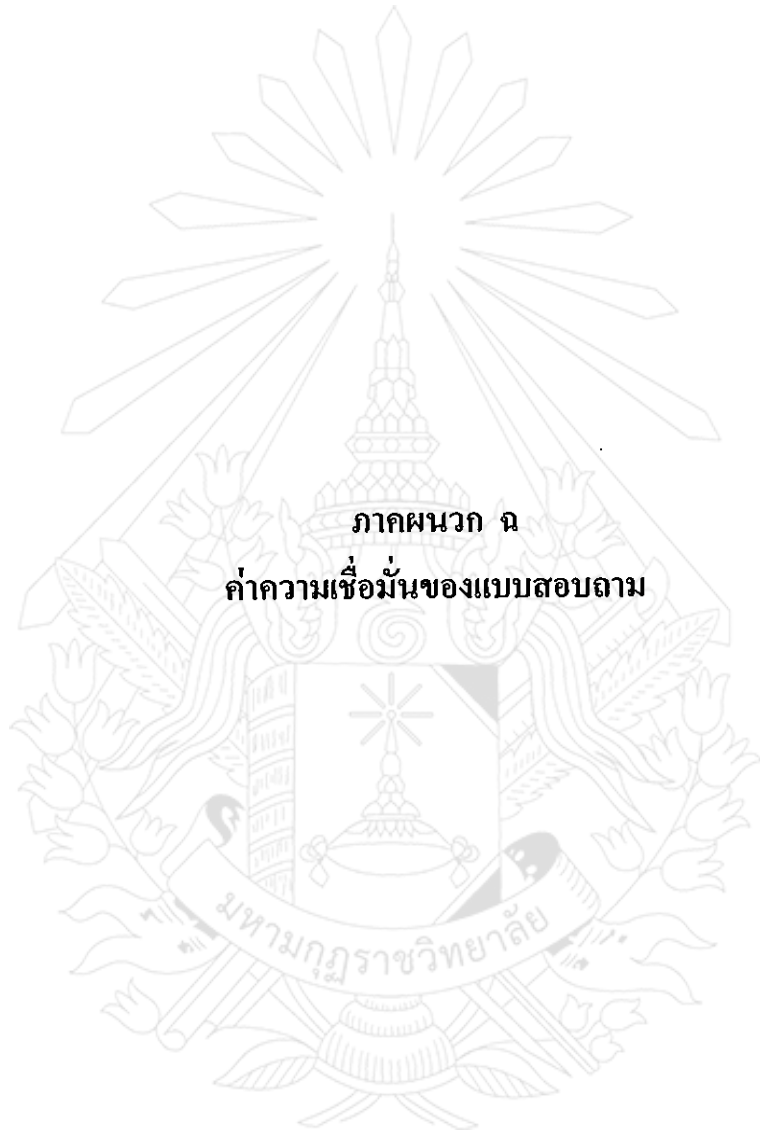 ภาคผนวก ฉ
ค่าความเชื่อมั่นของแบบสอบถาม
มหามกุฏราชวิทยาลัย